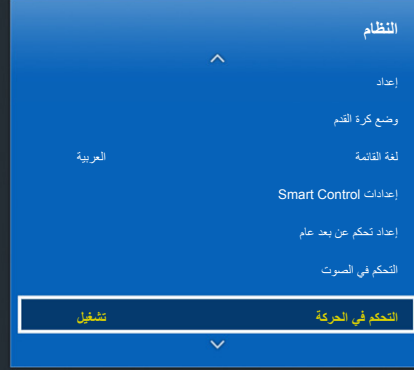 النظام
إعداد
وضع كرة القدم
لغة القائمة العربية
إعدادات Smart Control
إعداد تحكم عن بعد عام
التحكم في الصوت
التحكم في الحركة تشغيل